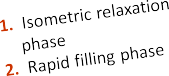 1. Isometric relaxation
phase
2. Rapid filling phase